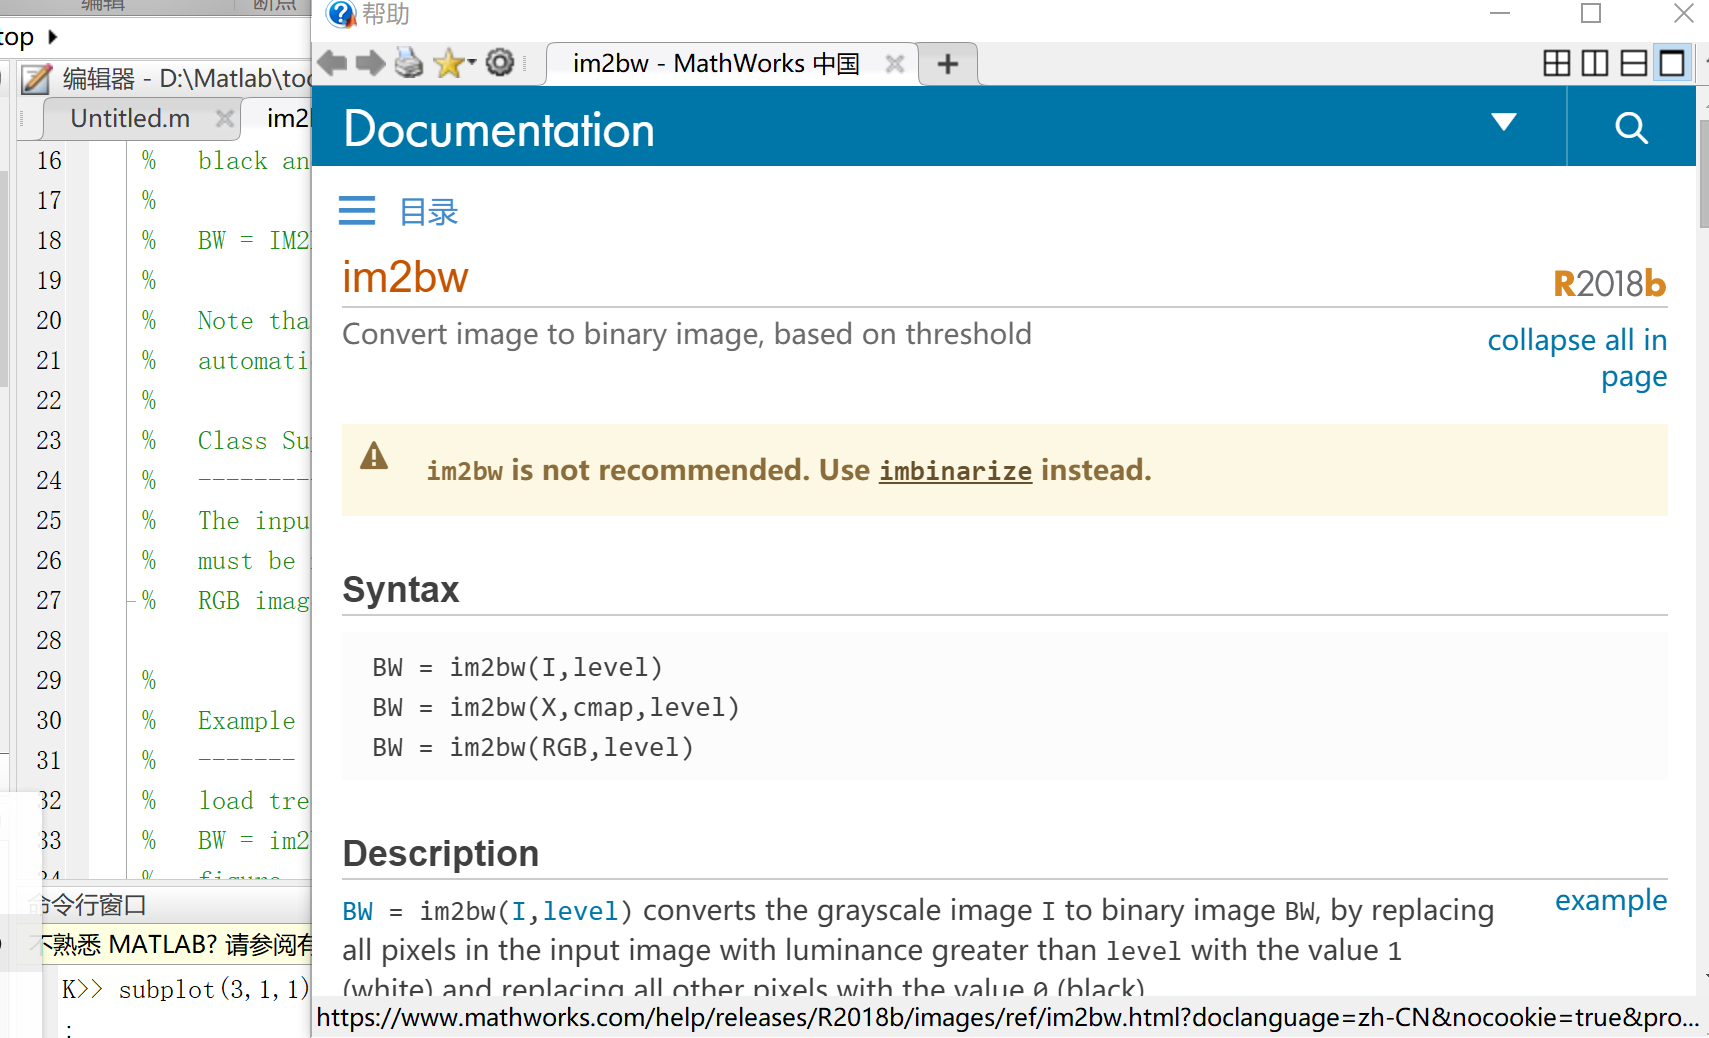 编辑
断点
帮助
top
im2bw - MathWorks 中国
编辑器 - D:\Matlab\too
Untitled.m
im2
Documentation
目录
im2bw
R2018b
Convert image to binary image, based on threshold
collapse all in
page
im2bw is not recommended. Use imbinarize instead.
Syntax
BW = im2bw(I,level)
BW = im2bw(X,cmap,level)
BW = im2bw(RGB,level)
Description
example
BW = im2bw(I,level) converts the grayscale image I to binary image BW, by replacing
all pixels in the input image with luminance greater than level with the value 1
(white) and replacing all other pixels with the value 0 (black)
https://www.mathworks.com/help/releases/R2018b/images/ref/im2bw.html?doclanguage=zh-CN&nocookie=true&pro...
16 % black an
17 %
18 % BW = IM2
19 %
20 % Note tha
21 % automati
22 %
23 % Class Su
24 % --------
25 % The inpu
26 % must be
27 % RGB imag
28
29 %
30 % Example
31 % -------
32 % load tre
33 % BW = im2
34 % figure
命令行窗口
不熟悉 MATLAB? 请参阅有
K>> subplot(3,1,1)
: